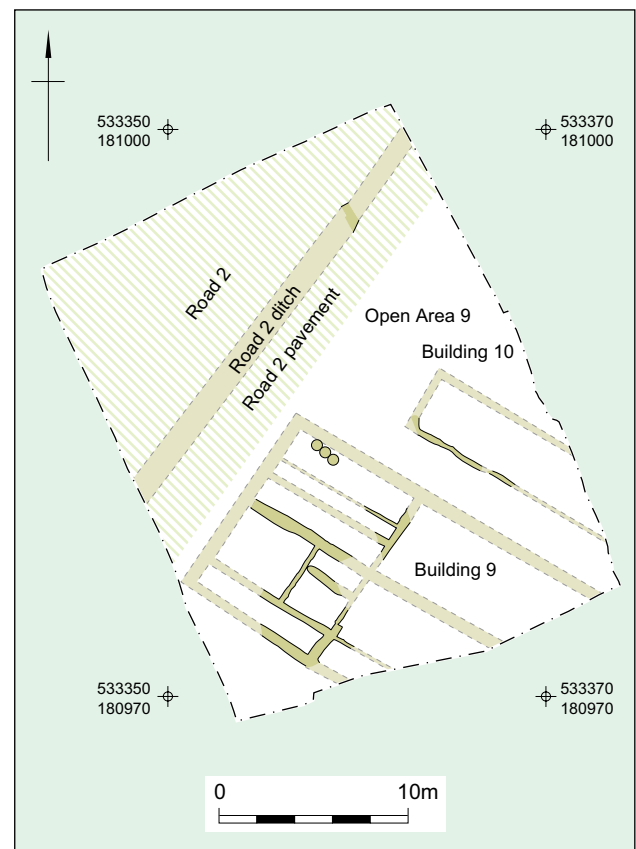 533350
181000
533370
181000
Road 2
Road 2 ditch
Road 2 pavement
Open Area 9
Building 10
Building 9
533350
180970
533370
180970
0 10m